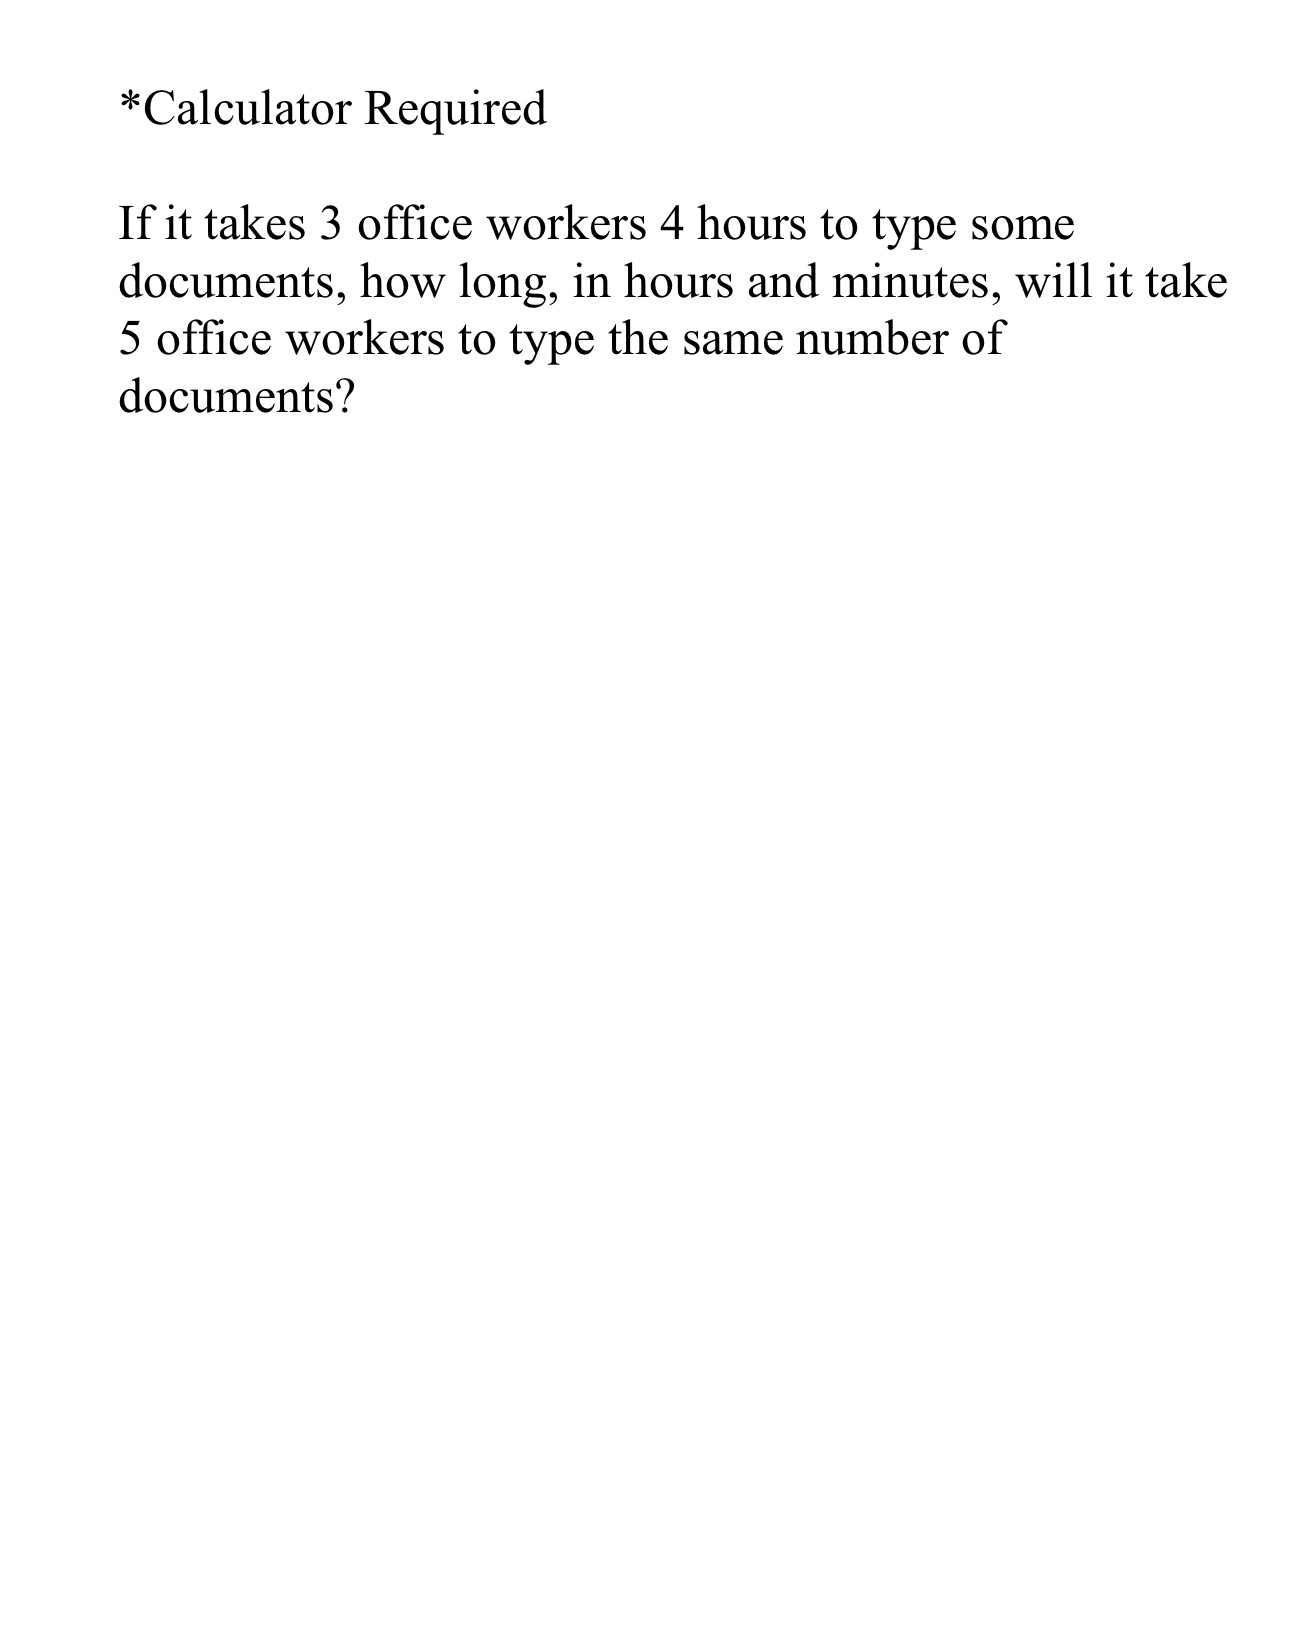 *Calculator Required
If it takes 3 office workers 4 hours to type some
documents, how long, in hours and minutes, will it take
5 office workers to type the same number of
documents?